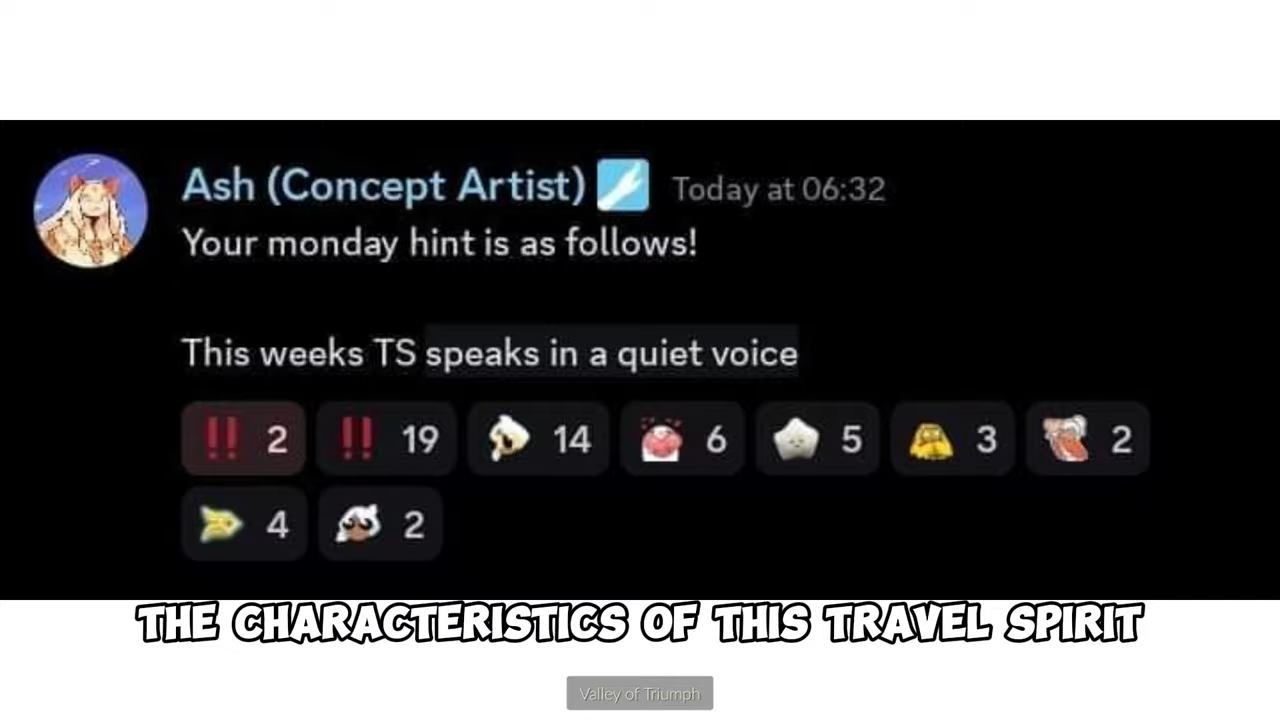 Ash (Concept Artist) Today at 06:32
Your monday hint is as follows!
This weeks TS speaks in a quiet voice
‼ 2 ‼ 19 14 6 5 3 2
4 2
THE CHARACTERISTICS OF THIS TRAVEL SPIRIT
Valley of Triumph